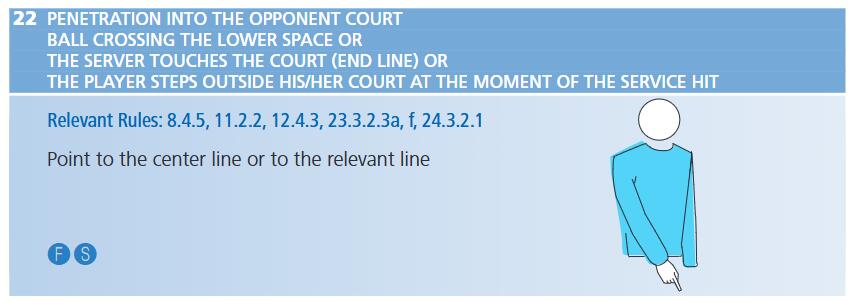 22 PENETRATION INTO THE OPPONENT COURT
BALL CROSSING THE LOWER SPACE OR
THE SERVER TOUCHES THE COURT (END LINE) OR
THE PLAYER STEPS OUTSIDE HIS/HER COURT AT THE MOMENT OF THE SERVICE HIT
Relevant Rules: 8.4.5, 11.2.2, 12.4.3, 23.3.2.3a, f, 24.3.2.1
Point to the center line or to the relevant line
F S